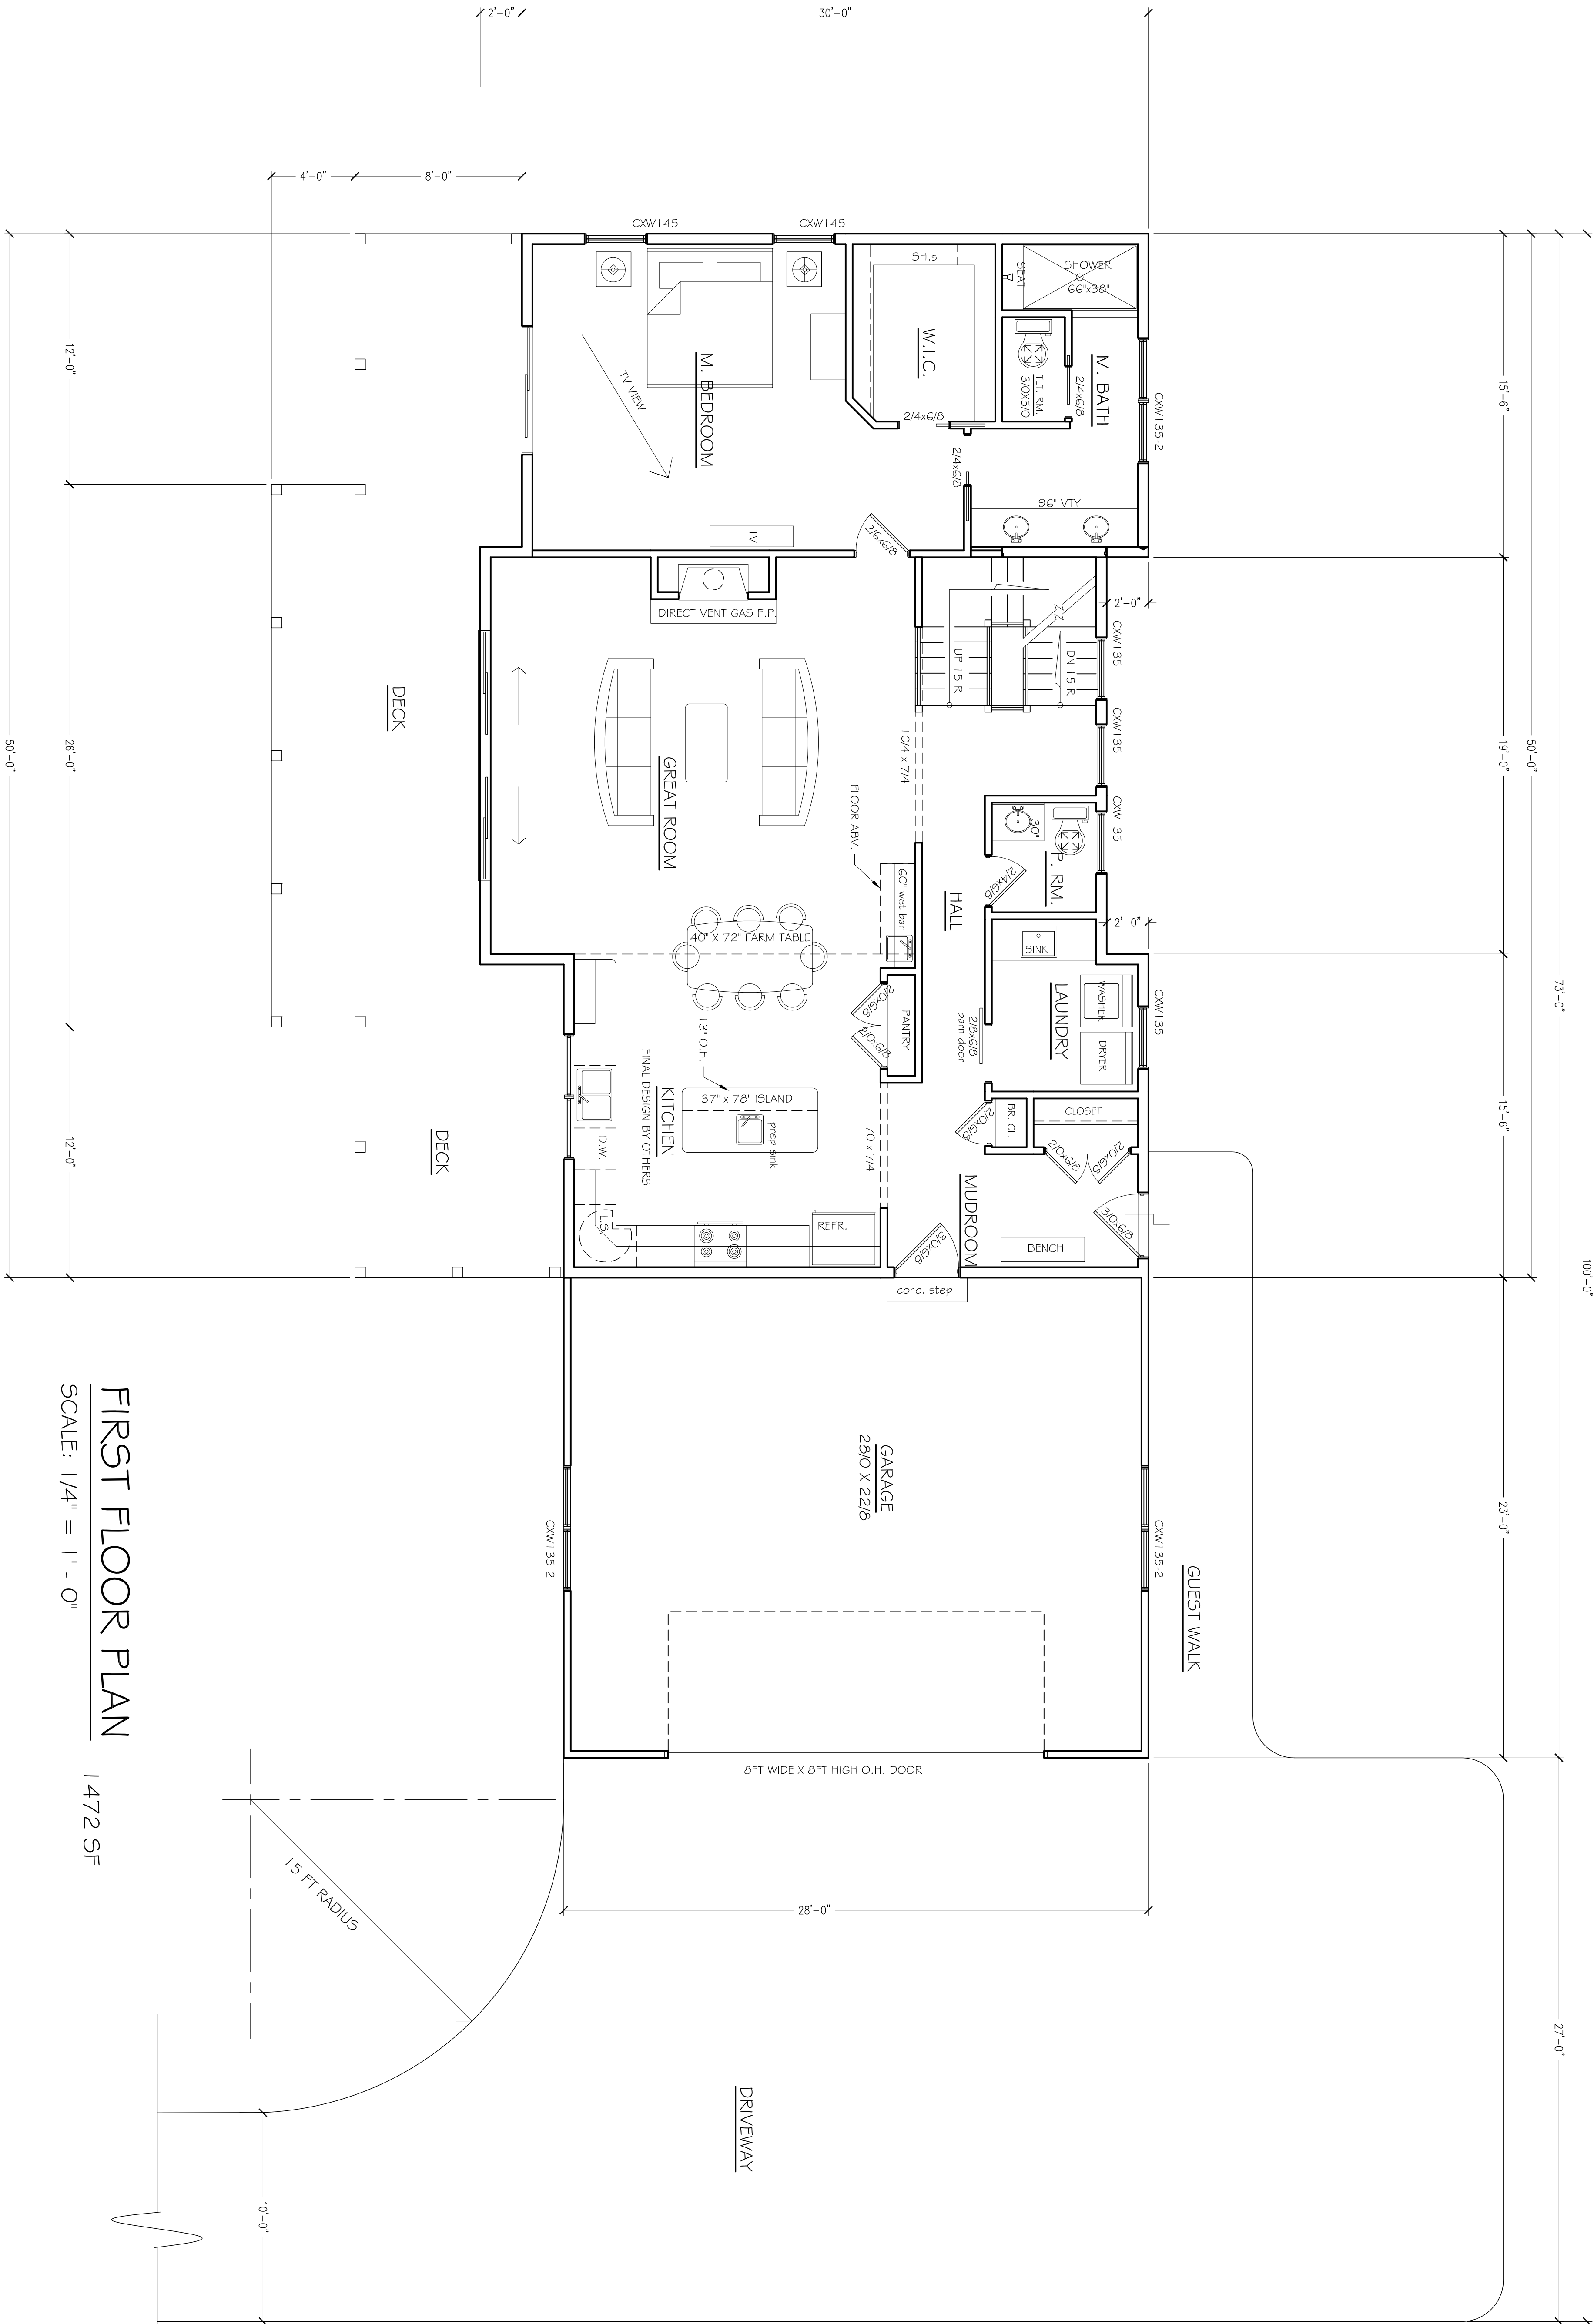 2'-0"
30'-0"
4'-0"
8'-0"
CXW145
CXW145
SH.s
SEAT
SHOWER
66"x38"
W.I.C.
M. BATH
2/4x6/8
TLT. RM.
3/0X5/0
CXW135-2
M. BEDROOM
TV VIEW
2/4x6/8
2/4x6/8
96" VTY
TV
2/6x6/8
DIRECT VENT GAS F.P.
UP 15 R
DN 15 R
2'-0"
CXW135
CXW135
CXW135
DECK
GREAT ROOM
10/4 x 7/4
FLOOR ABV.
30"
P. RM.
2/4x6/8
HALL
60" wet bar
40" X 72" FARM TABLE
2'-0"
SINK
LAUNDRY
WASHER
DRYER
CXW135
2/8x6/8
barn door
PANTRY
2/0x6/8
2/0x6/8
13" O.H.
37" x 78" ISLAND
prep sink
KITCHEN
FINAL DESIGN BY OTHERS
D.W.
L.S.
REFR.
70 x 7/4
BR. CL.
2/0x6/8
CLOSET
2/0x6/8
2/0x6/8
MUDROOM
BENCH
3/0x6/8
3/0x6/8
conc. step
DECK
GARAGE
28/0 X 22/8
CXW135-2
CXW135-2
GUEST WALK
18FT WIDE X 8FT HIGH O.H. DOOR
28'-0"
15 FT RADIUS
DRIVEWAY
10'-0"
12'-0"
26'-0"
12'-0"
50'-0"
15'-6"
19'-0"
15'-6"
23'-0"
50'-0"
73'-0"
27'-0"
100'-0"
FIRST FLOOR PLAN
1472 SF
SCALE: 1/4" = 1' - 0"